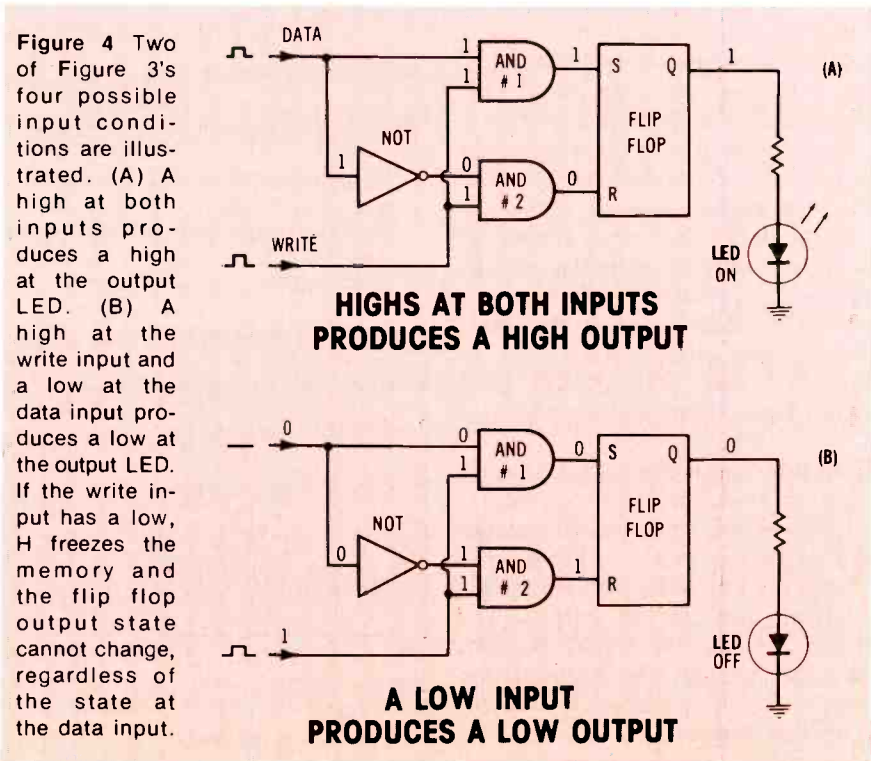 Figure 4 Two
of Figure 3's
four possible
input condi-
tions are illus-
trated. (A) A
high at both
inputs pro-
duces a high
at the output
LED. (B) A
high at the
write input and
a low at the
data input pro-
duces a low at
the output LED.
If the write in-
put has a low,
H freezes the
memory and
the flip flop
output state
cannot change,
regardless of
the state at
the data input.
DATA
1
1
AND
# 1
1
S
Q
1
(A)
FLIP
FLOP
NOT
1
0
1
AND
# 2
0
R
WRITE
LED
ON
HIGHS AT BOTH INPUTS
PRODUCES A HIGH OUTPUT
0
0
1
AND
# 1
0
S
Q
0
(B)
FLIP
FLOP
NOT
0
1
1
AND
# 2
1
R
1
LED
OFF
A LOW INPUT
PRODUCES A LOW OUTPUT